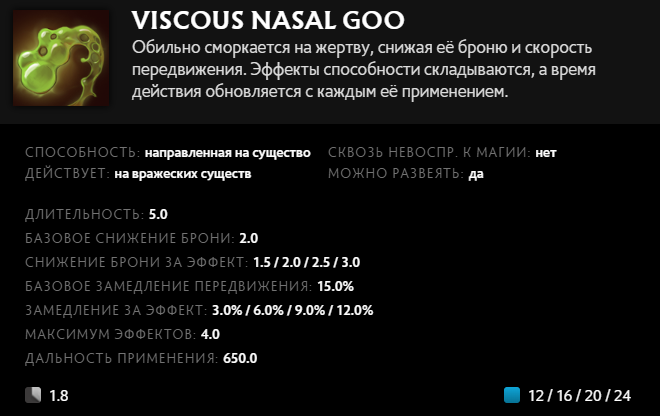 VISCOUS NASAL GOO
Обильно сморкается на жертву, снижая её броню и скорость
передвижения. Эффекты способности складываются, а время
действия обновляется с каждым её применением.
СПОСОБНОСТЬ: направленная на существо СКВОЗЬ НЕВОСПР. К МАГИИ: нет
ДЕЙСТВУЕТ: на вражеских существ МОЖНО РАЗВЕЯТЬ: да
ДЛИТЕЛЬНОСТЬ: 5.0
БАЗОВОЕ СНИЖЕНИЕ БРОНИ: 2.0
СНИЖЕНИЕ БРОНИ ЗА ЭФФЕКТ: 1.5 / 2.0 / 2.5 / 3.0
БАЗОВОЕ ЗАМЕДЛЕНИЕ ПЕРЕДВИЖЕНИЯ: 15.0%
ЗАМЕДЛЕНИЕ ЗА ЭФФЕКТ: 3.0% / 6.0% / 9.0% / 12.0%
МАКСИМУМ ЭФФЕКТОВ: 4.0
ДАЛЬНОСТЬ ПРИМЕНЕНИЯ: 650.0
1.8 12 / 16 / 20 / 24